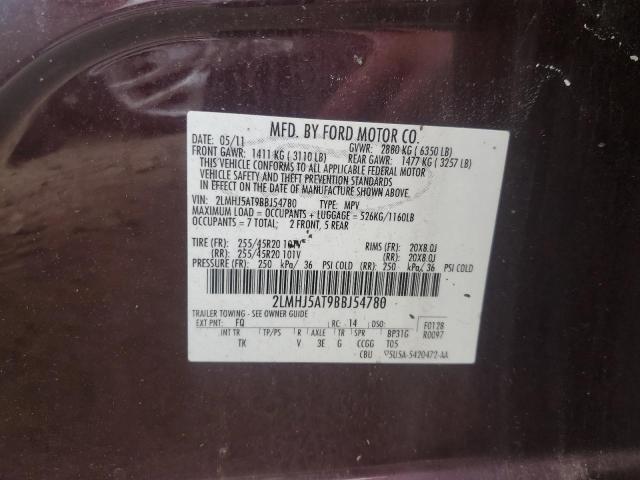 MFD. BY FORD MOTOR CO.
DATE: 05/11 GVWR: 2880 KG ( 6350 LB)
FRONT GAWR: 1411 KG ( 3110 LB) REAR GAWR: 1477 KG ( 3257 LB)
THIS VEHICLE CONFORMS TO ALL APPLICABLE FEDERAL MOTOR
VEHICLE SAFETY AND THEFT PREVENTION STANDARDS
IN EFFECT ON THE DATE OF MANUFACTURE SHOWN ABOVE.
VIN: 2LMHJ5AT9BBJ54780 TYPE: MPV
MAXIMUM LOAD = OCCUPANTS + LUGGAGE = 526KG/1160LB
OCCUPANTS = 7 TOTAL; 2 FRONT, 5 REAR
TIRE (FR): 255/45R20 101V RIMS (FR): 20X8.0J
(RR): 255/45R20 101V (RR): 20X8.0J
PRESSURE (FR): 250 kPa/ 36 PSI COLD (RR): 250 kPa/ 36 PSI COLD
2LMHJ5AT9BBJ54780
TRAILER TOWING - SEE OWNER GUIDE
EXT PNT: FQ RC: 14 DSO: F0128
INT TR TP/PS R AXLE TR SPR BP31G R0097
TK V 3E G CCGG T05
CBU 5U5A-5420472-AA